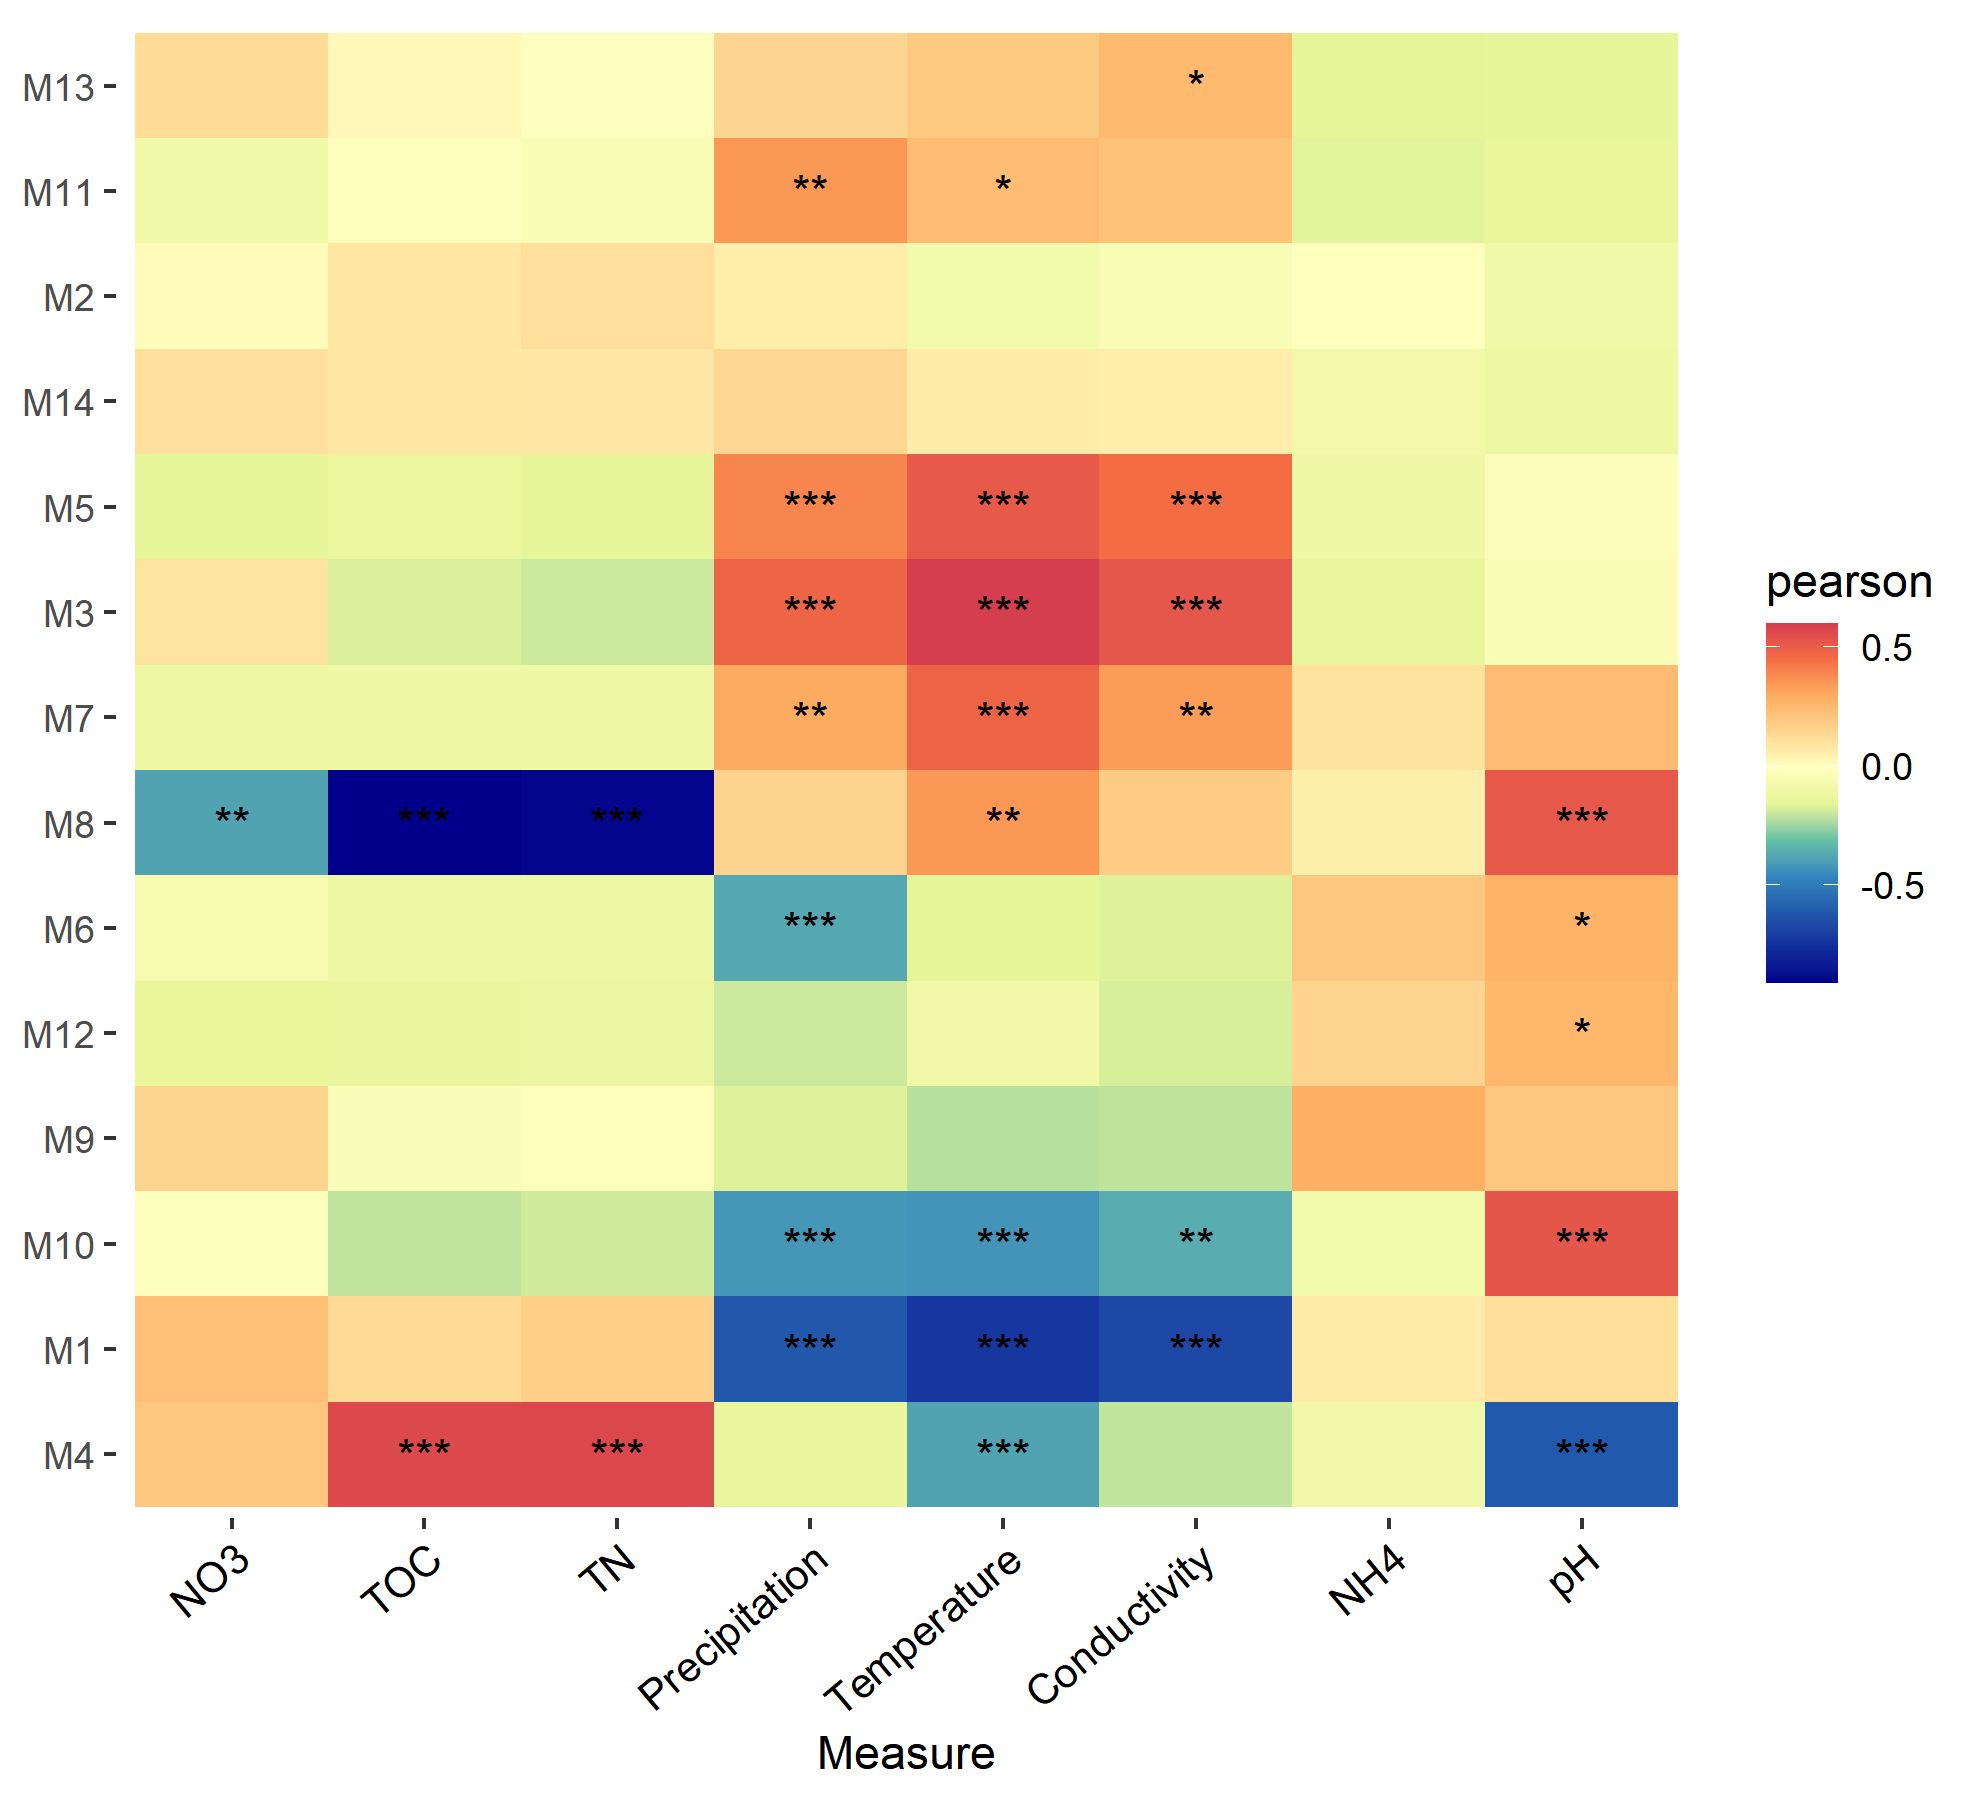 M13
*
M11
** *
M2
M14
M5
*** *** ***
M3
*** *** ***
M7
** *** **
M8
** *** *** ** ***
M6
*** *
M12
*
M9
M10
*** *** ** ***
M1
*** *** ***
M4
*** *** *** ***
NO3 TOC TN Precipitation Temperature Conductivity NH4 pH
Measure
pearson
0.5
0.0
-0.5